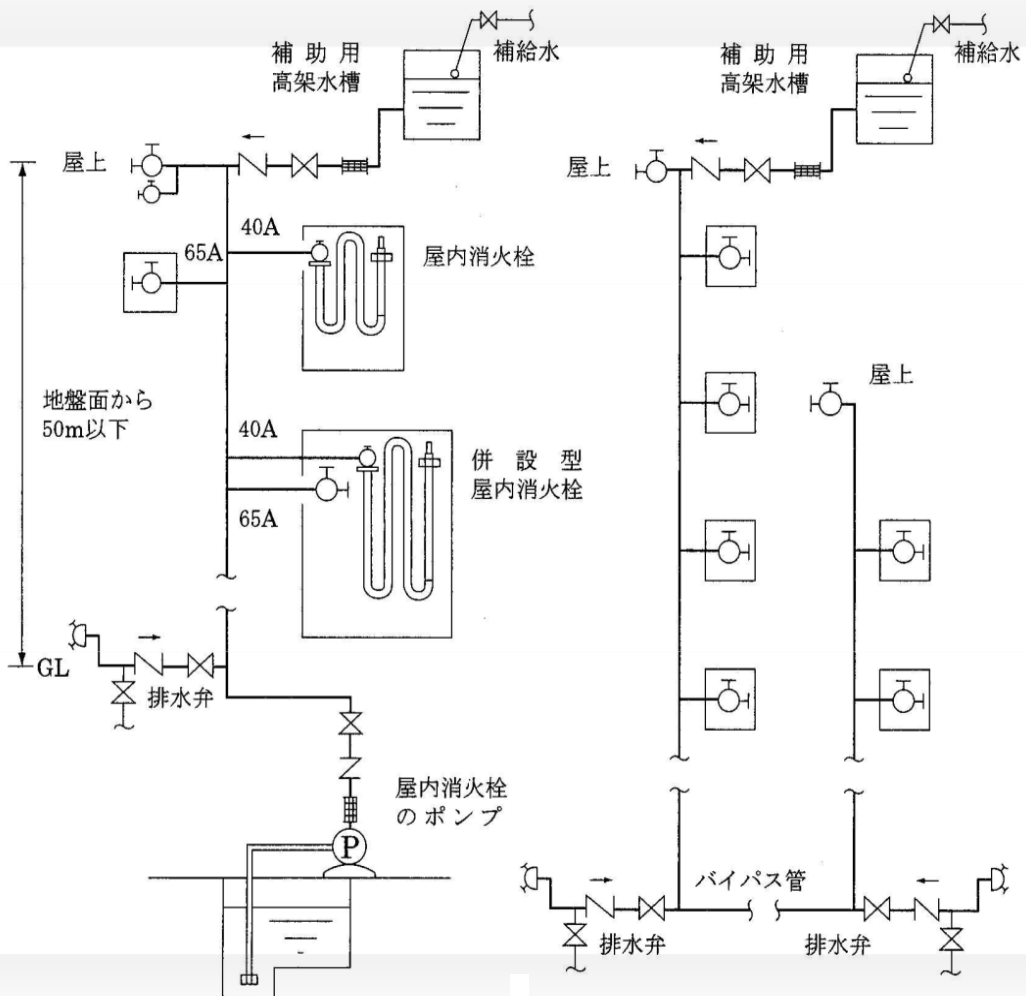 補助用
高架水槽
補給水
屋上
40A
65A
屋内消火栓
地盤面から
50m以下
40A
65A
併設型
屋内消火栓
GL
排水弁
屋内消火栓
のポンプ
P
補助用
高架水槽
補給水
屋上
屋上
バイパス管
排水弁
排水弁